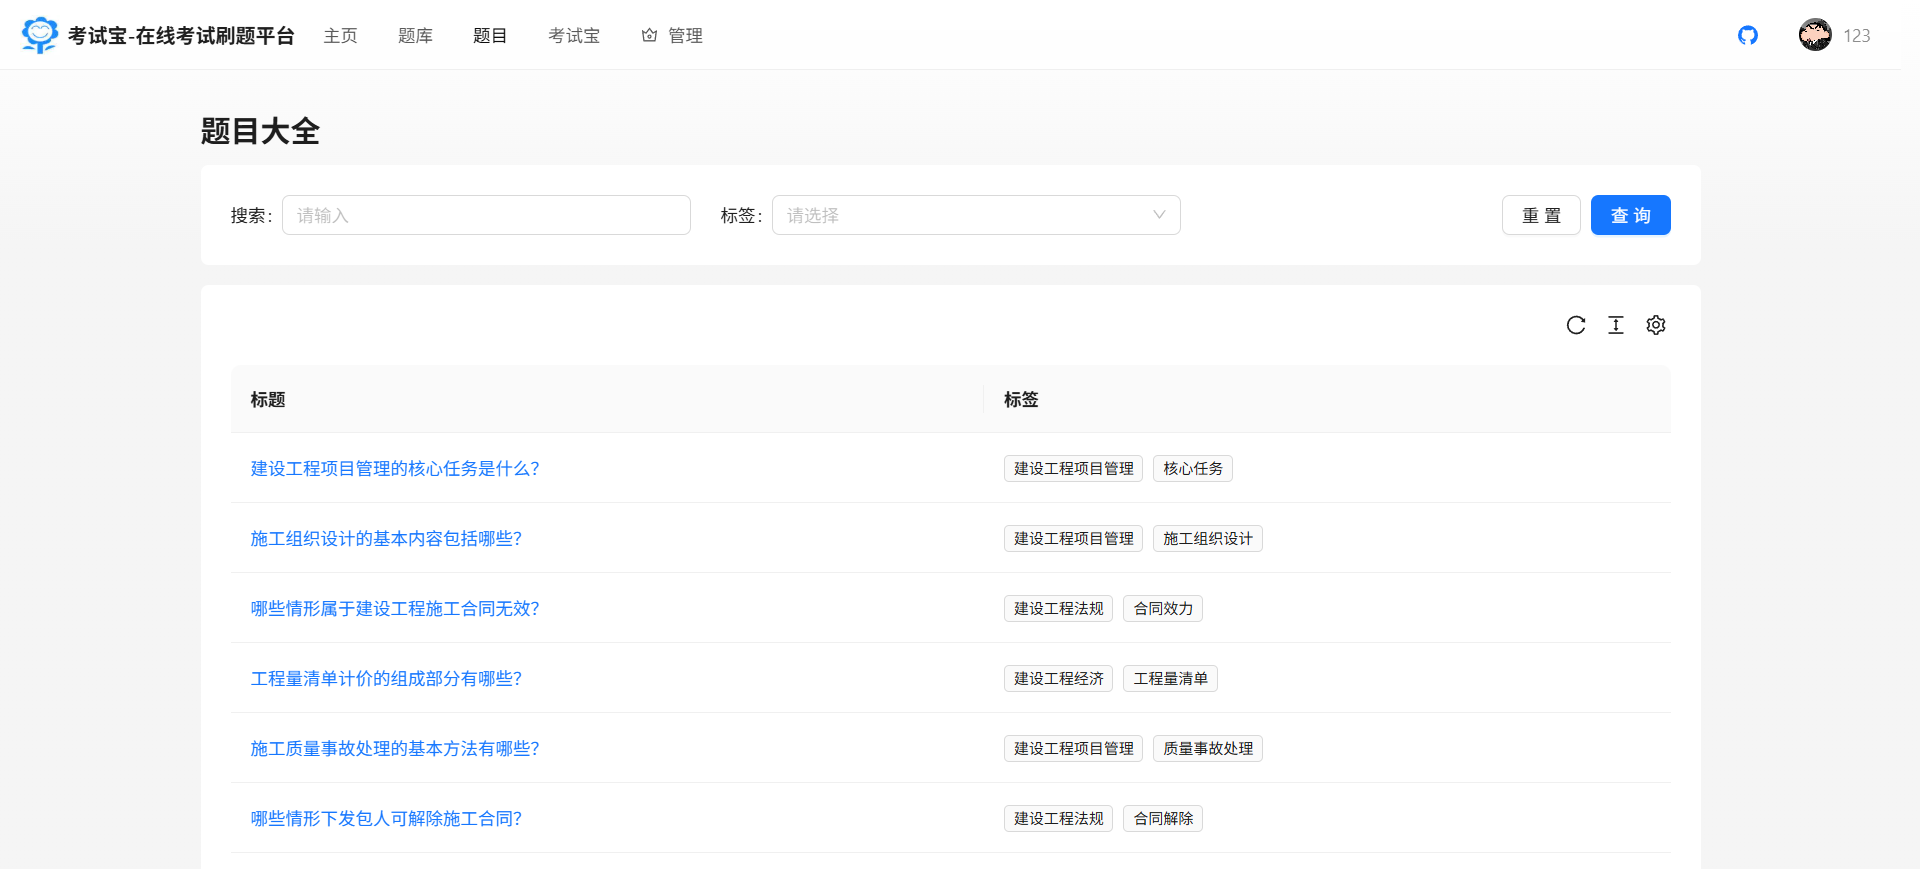 考试宝-在线考试刷题平台 主页 题库 题目 考试宝 管理 123
题目大全
搜索: 请输入 标签: 请选择 重 置 查 询
标题 标签
建设工程项目管理的核心任务是什么? 建设工程项目管理 核心任务
施工组织设计的基本内容包括哪些? 建设工程项目管理 施工组织设计
哪些情形属于建设工程施工合同无效? 建设工程法规 合同效力
工程量清单计价的组成部分有哪些? 建设工程经济 工程量清单
施工质量事故处理的基本方法有哪些? 建设工程项目管理 质量事故处理
哪些情形下发包人可解除施工合同? 建设工程法规 合同解除